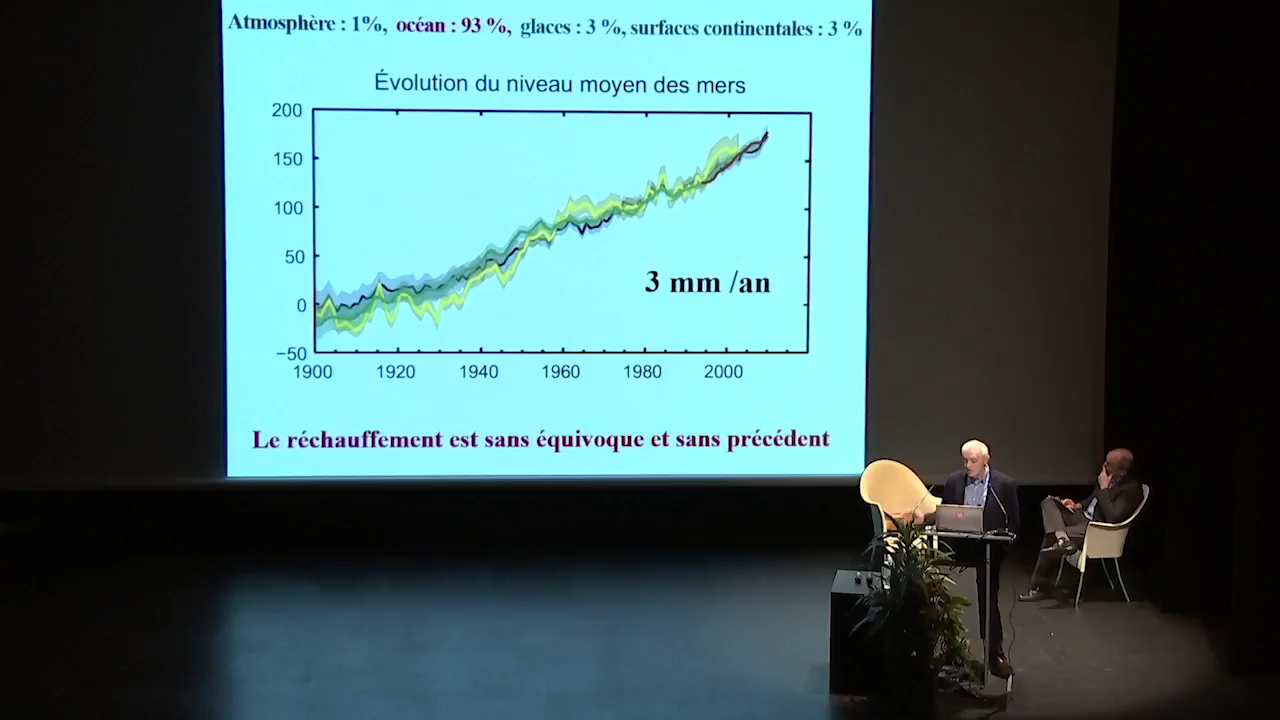 Atmosphère : 1%, océan : 93 %, glaces : 3 %, surfaces continentales : 3 %
Évolution du niveau moyen des mers
200
150
100
50
0
−50
3 mm /an
1900 1920 1940 1960 1980 2000
Le réchauffement est sans équivoque et sans précédent